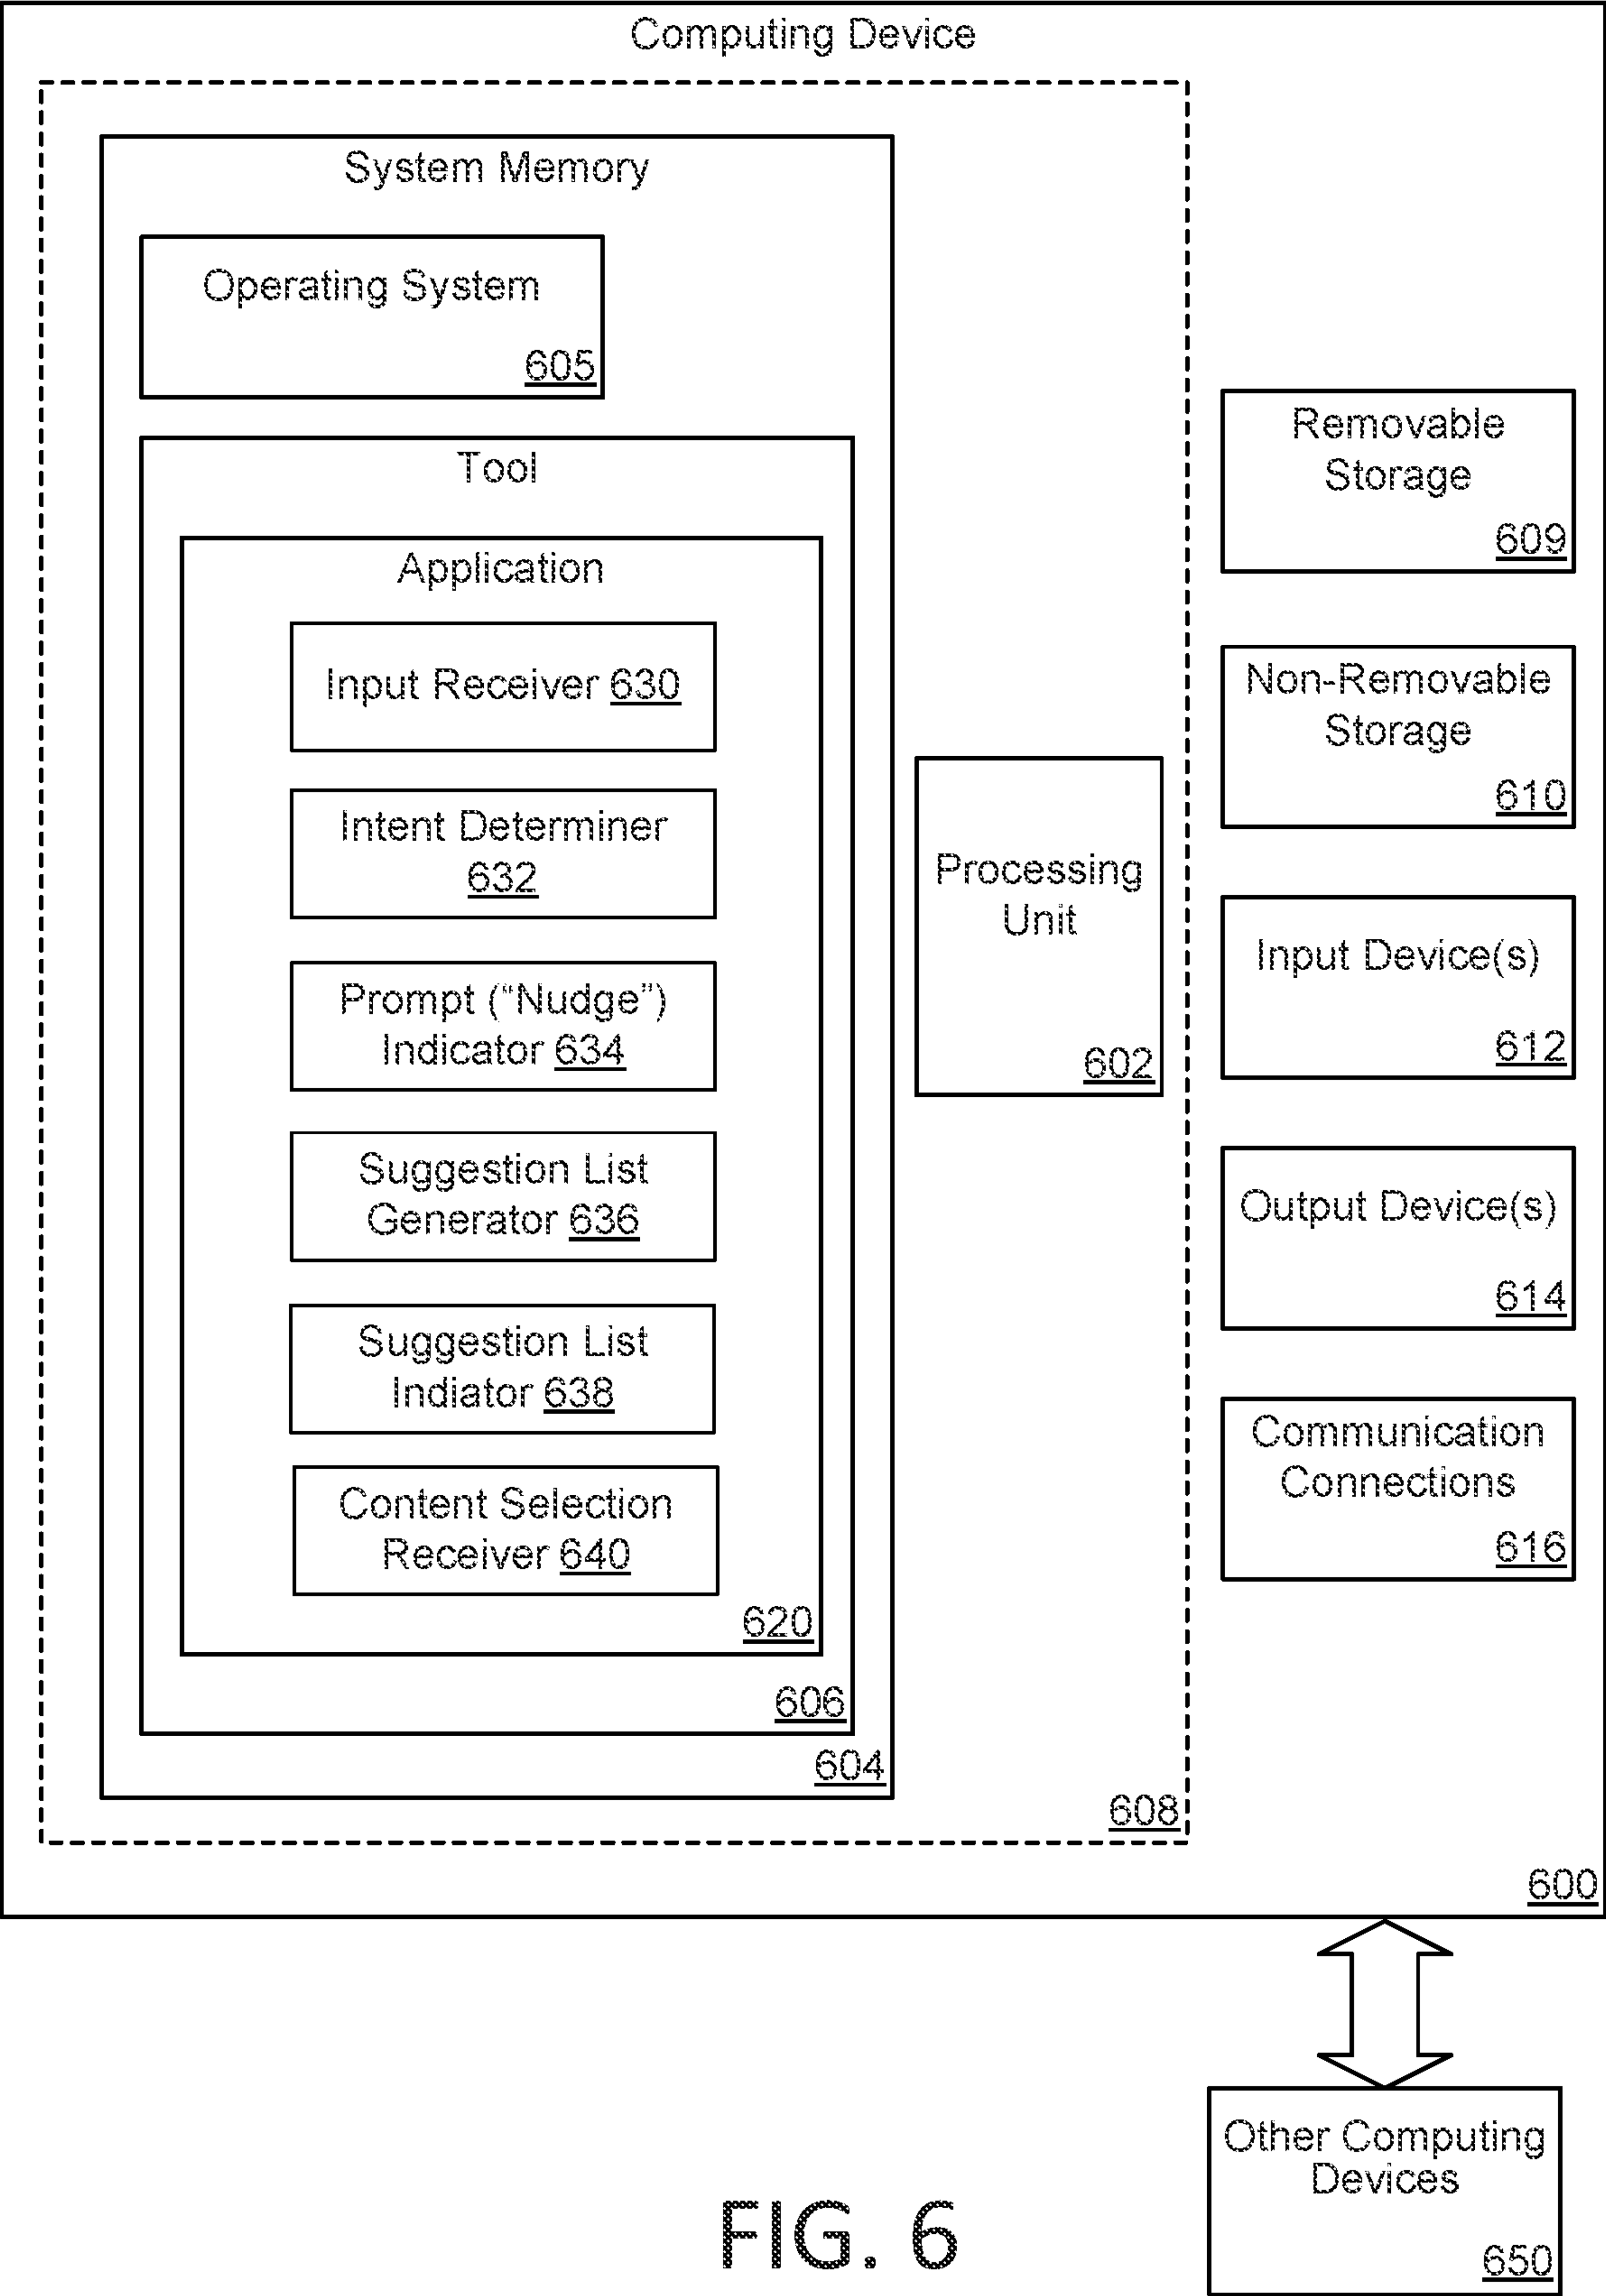 Computing Device
System Memory
Operating System
605
Tool
Application
Input Receiver 630
Intent Determiner
632
Prompt (“Nudge”)
Indicator 634
Suggestion List
Generator 636
Suggestion List
Indiator 638
Content Selection
Receiver 640
620
606
604
Processing
Unit
602
608
Removable
Storage
609
Non-Removable
Storage
610
Input Device(s)
612
Output Device(s)
614
Communication
Connections
616
600
Other Computing
Devices
650
FIG. 6